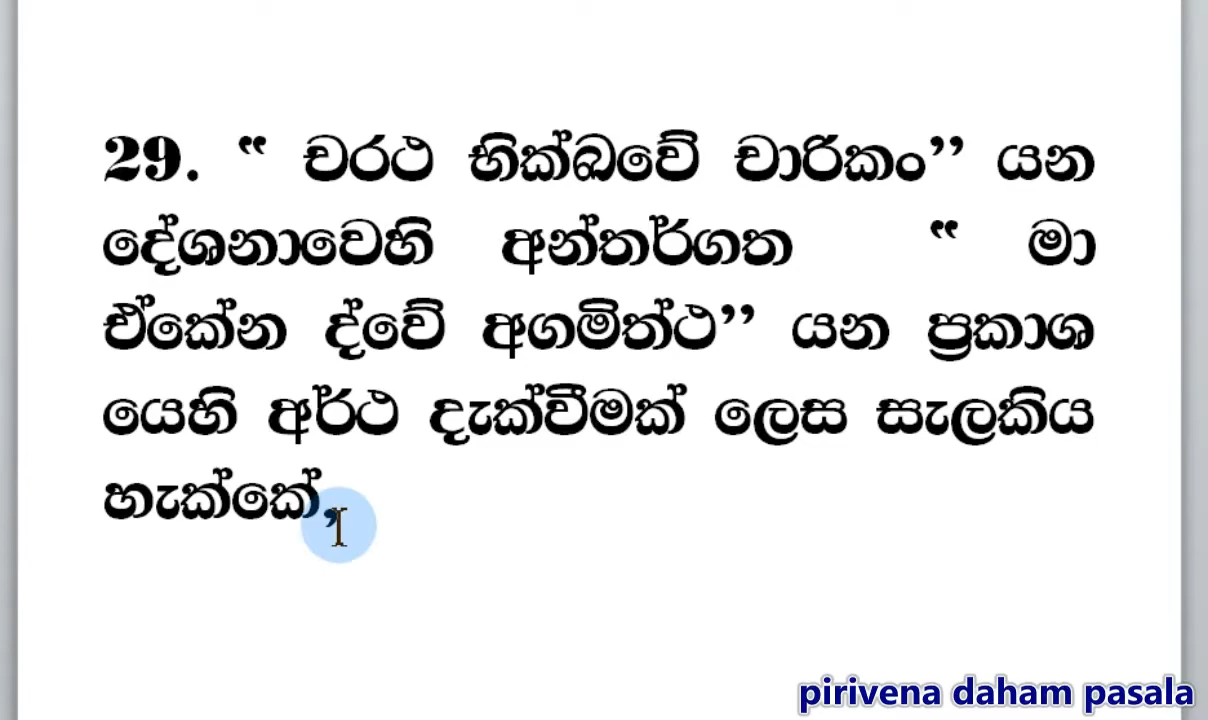 29. “ චරථ භික්ඛවේ චාරිකං’’ යන
දේශනාවෙහි අන්තර්ගත “ මා
ඒකේන ද්වේ අගමිත්ථ’’ යන ප්‍රකාශ
යෙහි අර්ථ දැක්වීමක් ලෙස සැලකිය
හැක්කේ,
pirivena daham pasala